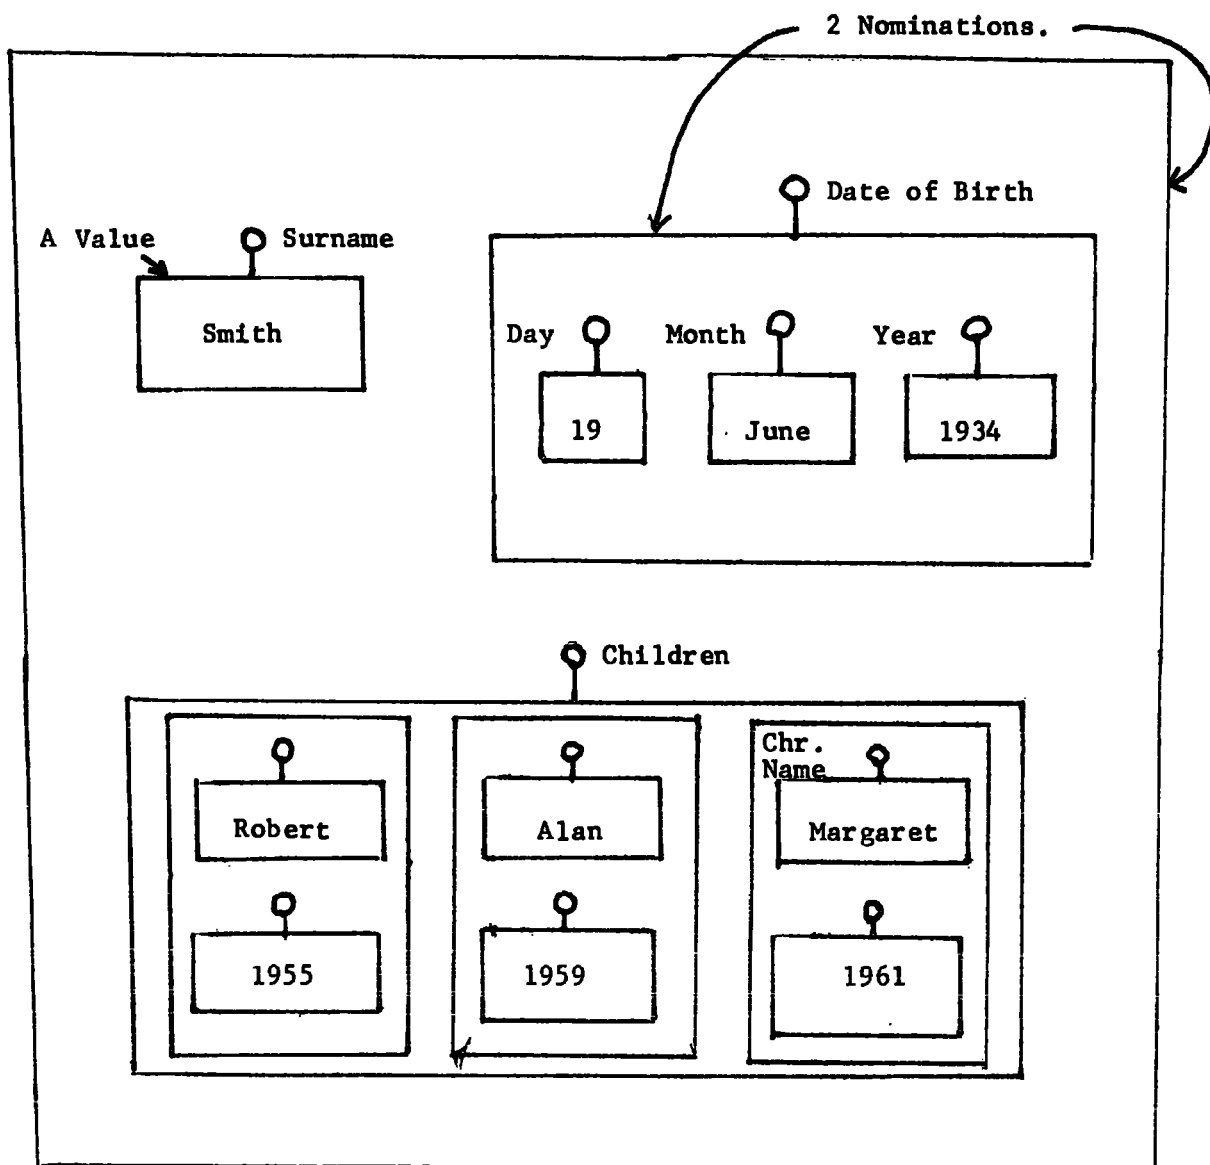 2 Nominations.
Date of Birth
A Value
Surname
Smith
Day
Month
Year
19
June
1934
Children
Chr.
Name
Robert
Alan
Margaret
1955
1959
1961